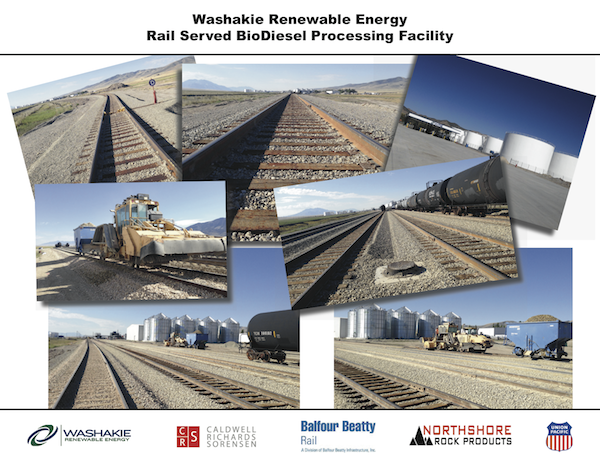 Washakie Renewable Energy
Rail Served BioDiesel Processing Facility
WASHAKIE
RENEWABLE ENERGY
CRS
CALDWELL
RICHARDS
SORENSEN
Balfour Beatty
Rail
A Division of Balfour Beatty Infrastructure, Inc.
NORTHSHORE
ROCK PRODUCTS
UNION
PACIFIC